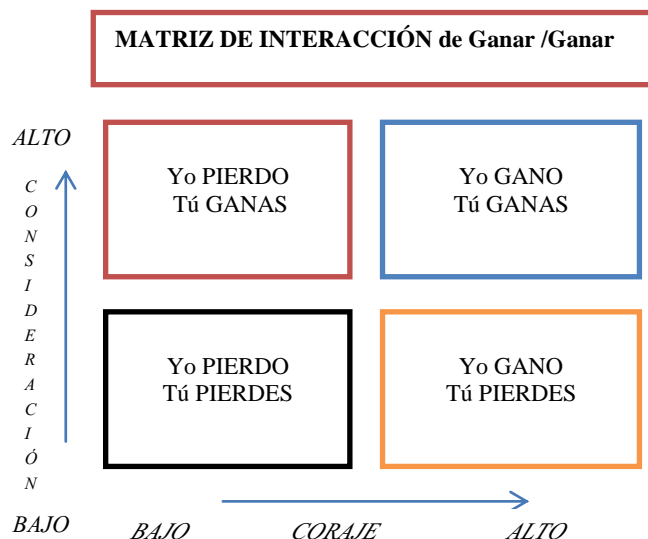 MATRIZ DE INTERACCIÓN de Ganar /Ganar
ALTO
CONSIDERACIÓN
BAJO
Yo PIERDO
Tú GANAS
Yo GANO
Tú GANAS
Yo PIERDO
Tú PIERDES
Yo GANO
Tú PIERDES
BAJO
CORAJE
ALTO